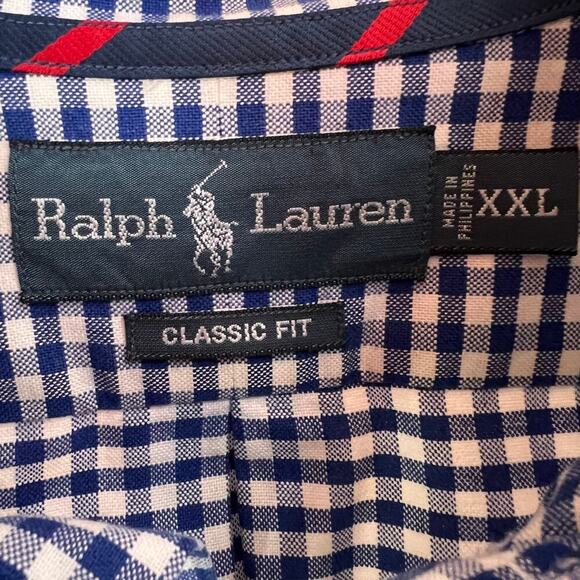 Ralph Lauren
MADE IN
PHILIPPINES
XXL
CLASSIC FIT